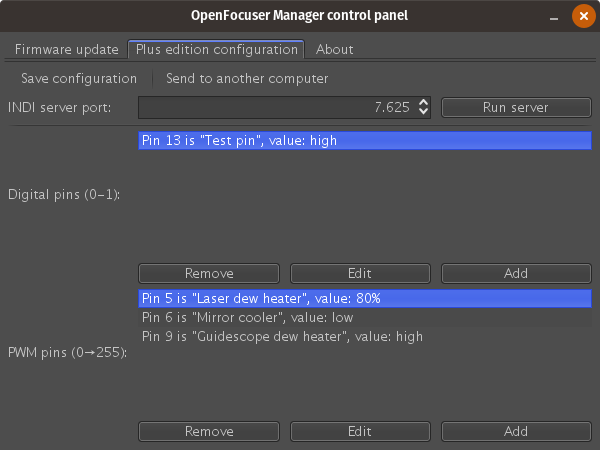 OpenFocuser Manager control panel
Firmware update Plus edition configuration About
Save configuration Send to another computer
INDI server port: 7.625 Run server
Pin 13 is "Test pin", value: high
Digital pins (0-1):
Remove Edit Add
Pin 5 is "Laser dew heater", value: 80%
Pin 6 is "Mirror cooler", value: low
Pin 9 is "Guidescope dew heater", value: high
PWM pins (0→255):
Remove Edit Add